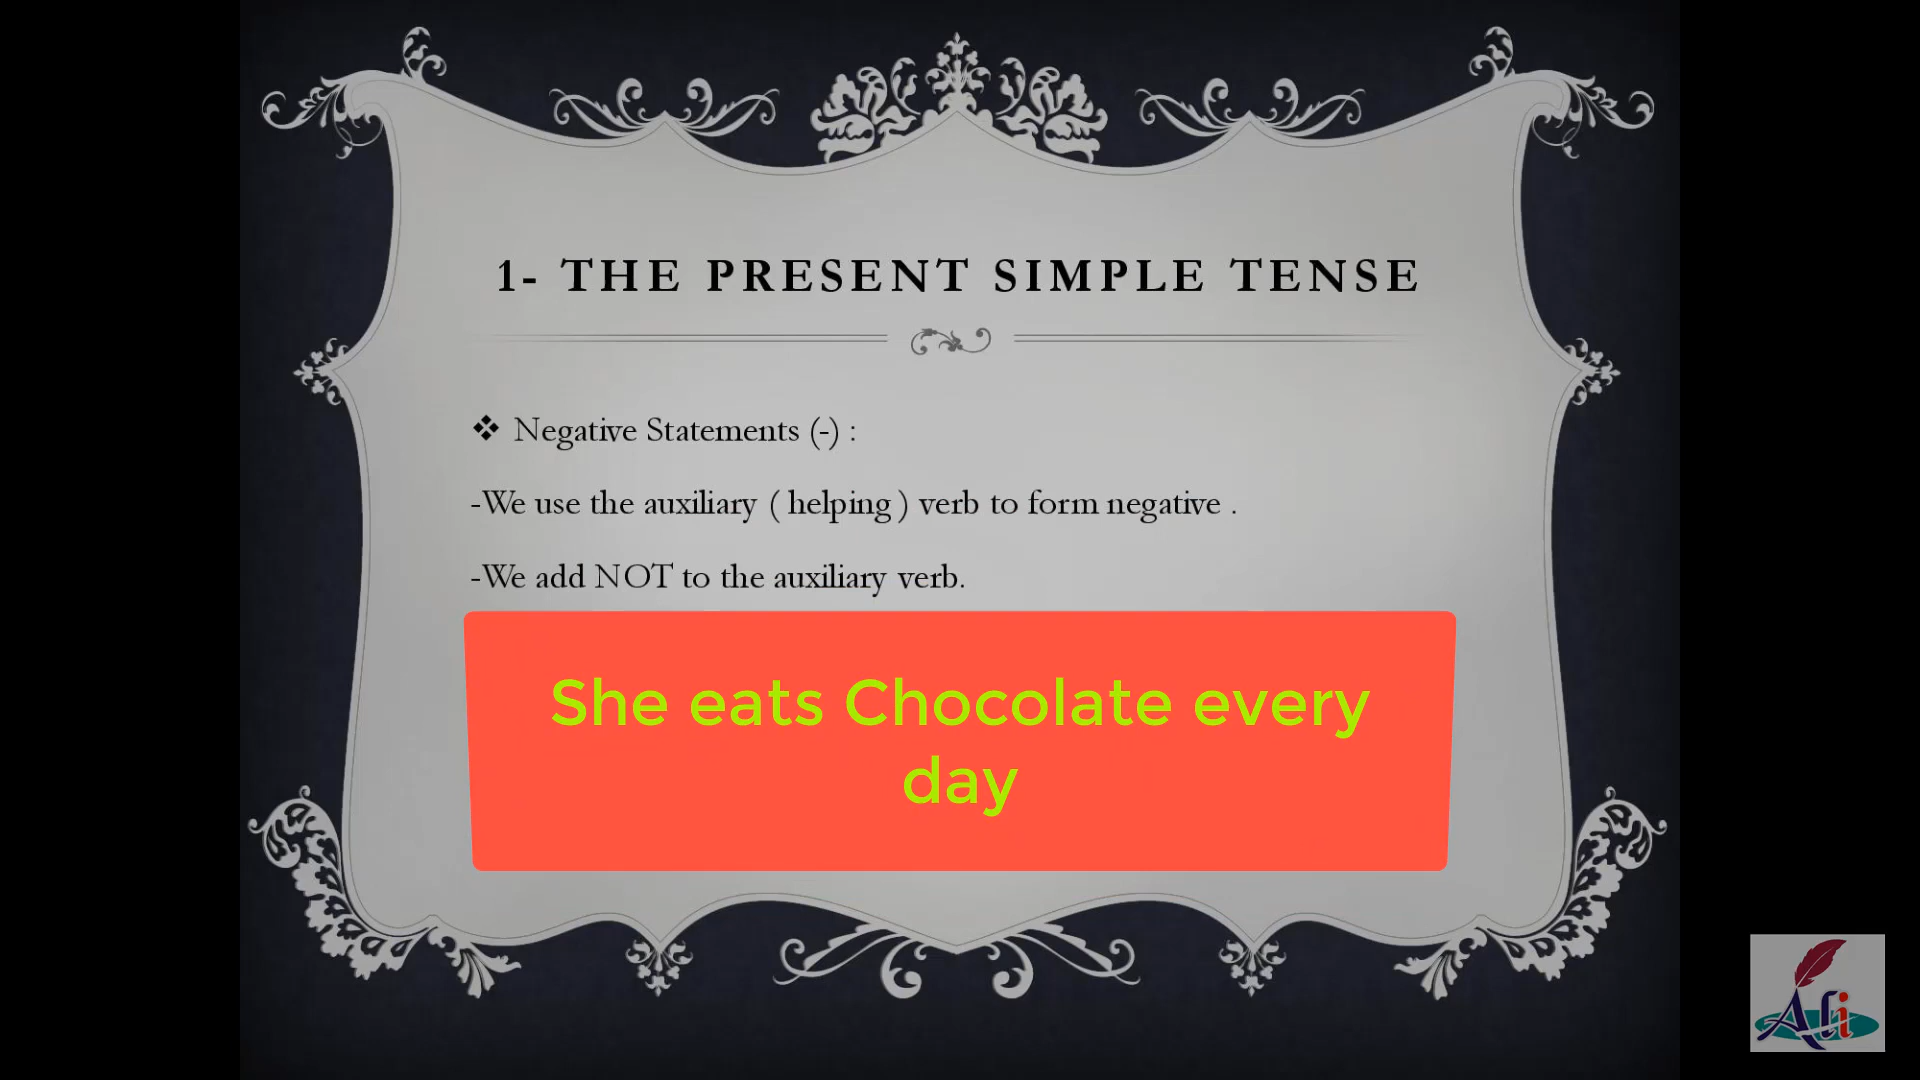 1- THE PRESENT SIMPLE TENSE
❖ Negative Statements (-) :
-We use the auxiliary ( helping ) verb to form negative .
-We add NOT to the auxiliary verb.
She eats Chocolate every
day
Ali